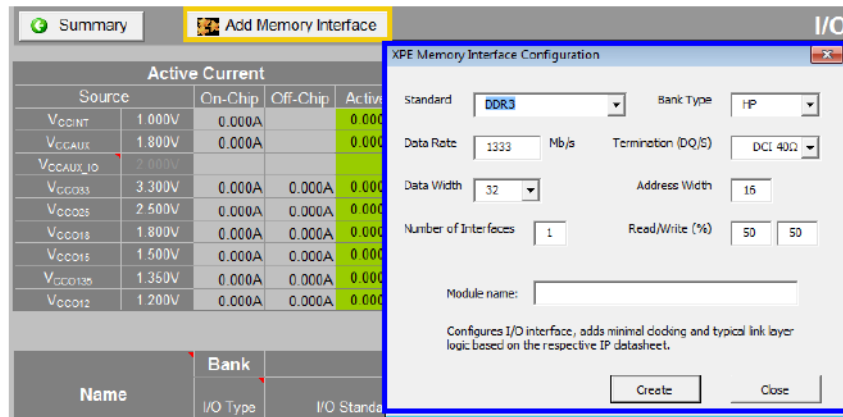 Summary
Add Memory Interface
I/O
Active Current
Source On-Chip Off-Chip Active
VCCINT 1.000V 0.000A 0.000
VCCAUX 1.800V 0.000A 0.000
VCCAUX_IO 2.000V
VCCO33 3.300V 0.000A 0.000A 0.000
VCCO25 2.500V 0.000A 0.000A 0.000
VCCO18 1.800V 0.000A 0.000A 0.000
VCCO15 1.500V 0.000A 0.000A 0.000
VCCO135 1.350V 0.000A 0.000A 0.000
VCCO12 1.200V 0.000A 0.000A 0.000
Bank
Name
I/O Type I/O Standa
XPE Memory Interface Configuration
Standard DDR3 Bank Type HP
Data Rate 1333 Mb/s Termination (DQ/S) DCI 40Ω
Data Width 32 Address Width 16
Number of Interfaces 1 Read/Write (%) 50 50
Module name:
Configures I/O interface, adds minimal clocking and typical link layer
logic based on the respective IP datasheet.
Create Close